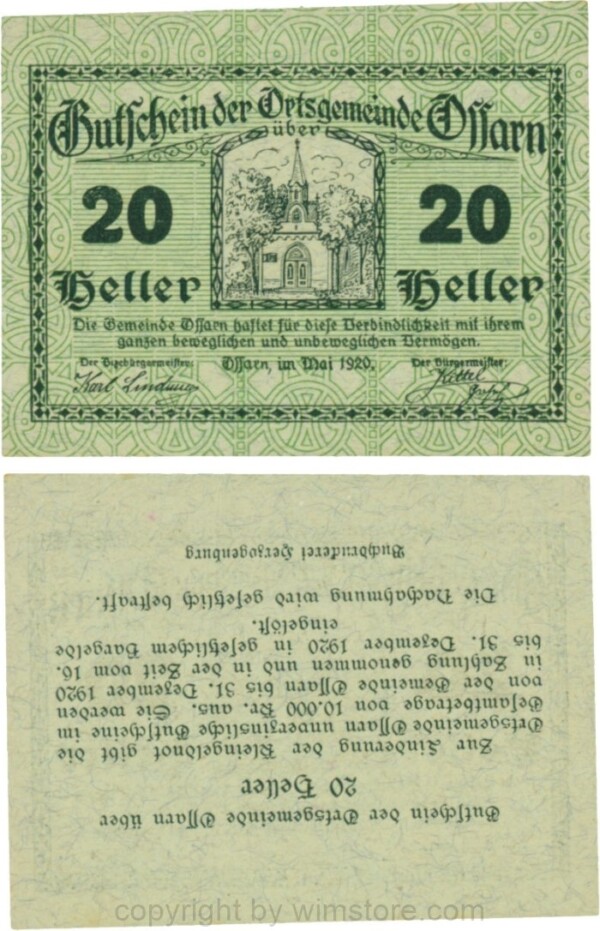 Gutschein der Ortsgemeinde Ossarn
über
20 20
Heller Heller
Die Gemeinde Ossarn haftet für diese Verbindlichkeit mit ihrem
ganzen beweglichen und unbeweglichen Vermögen.
Der Vizebürgermeister: Ossarn, im Mai 1920. Der Bürgermeister:
Karl Lindauer Kittel
Gutschein der Ortsgemeinde Ossarn über
20 Heller
Zur Linderung der Kleingeldnot gibt die
Ortsgemeinde Ossarn unverzinsliche Gutscheine im
Gesamtbetrage von 10.000 Kr. aus. Sie werden
von der Gemeinde Ossarn bis 31. Dezember 1920
in Zahlung genommen und in der Zeit vom 16.
bis 31. Dezember 1920 in gesetzlichem Bargelde
eingelöst.
Die Nachahmung wird gesetzlich bestraft.
Buchdruckerei Herzogenburg
copyright by wimstore.com